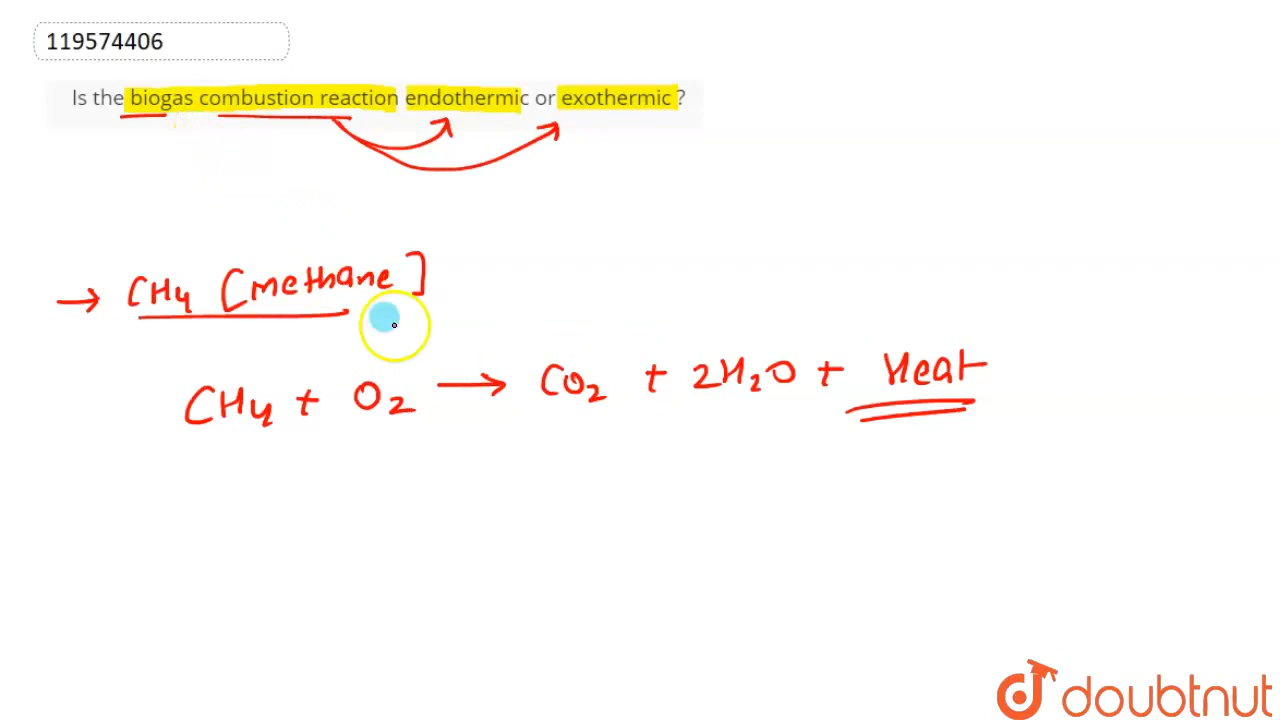 119574406
Is the biogas combustion reaction endothermic or exothermic ?
→ CH4 [methane]
CH4 + O2 → CO2 + 2H2O + Heat
doubtnut